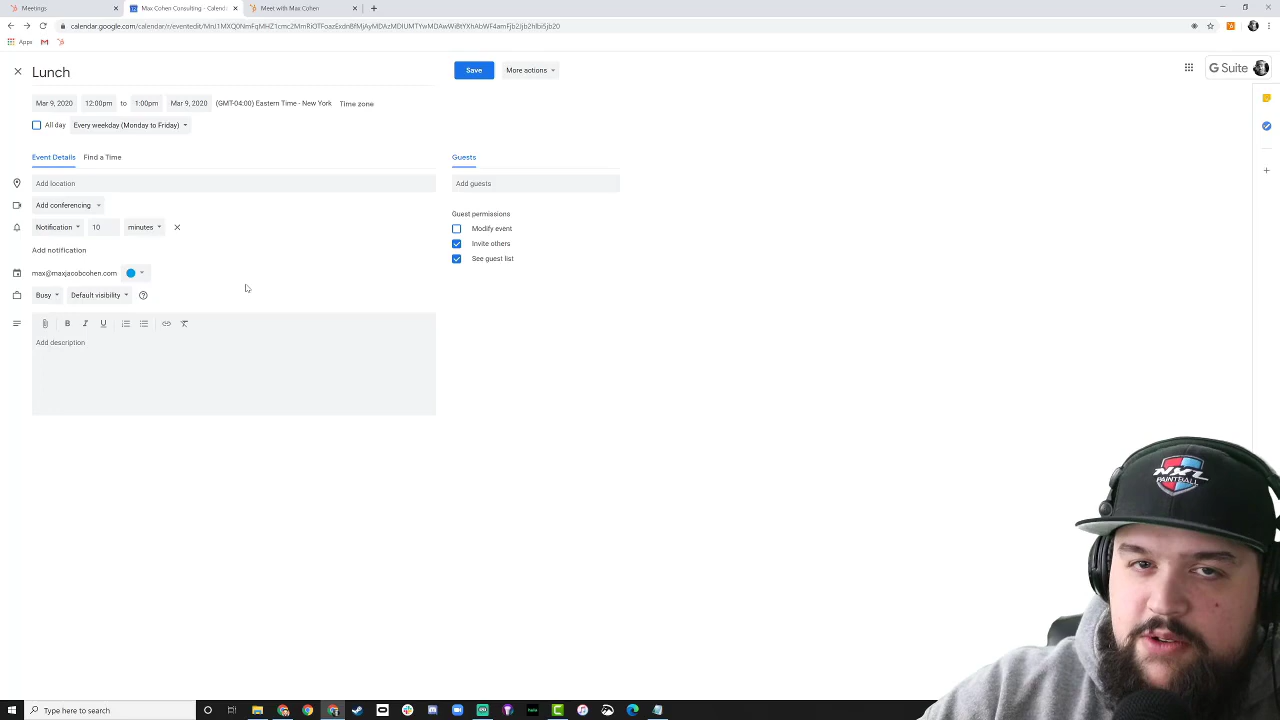 Meetings
Max Cohen Consulting - Calend
Meet with Max Cohen
Apps
Lunch
Save
More actions
G Suite
Mar 9, 2020 12:00pm to 1:00pm Mar 9, 2020 (GMT-04:00) Eastern Time - New York Time zone
All day Every weekday (Monday to Friday)
Event Details Find a Time
Guests
Add location
Add guests
Add conferencing
Guest permissions
Notification 10 minutes
Modify event
Invite others
Add notification
See guest list
max@maxjacobcohen.com
Busy Default visibility
B I U
Add description
NXL
PAINTBALL
Type here to search
hulu